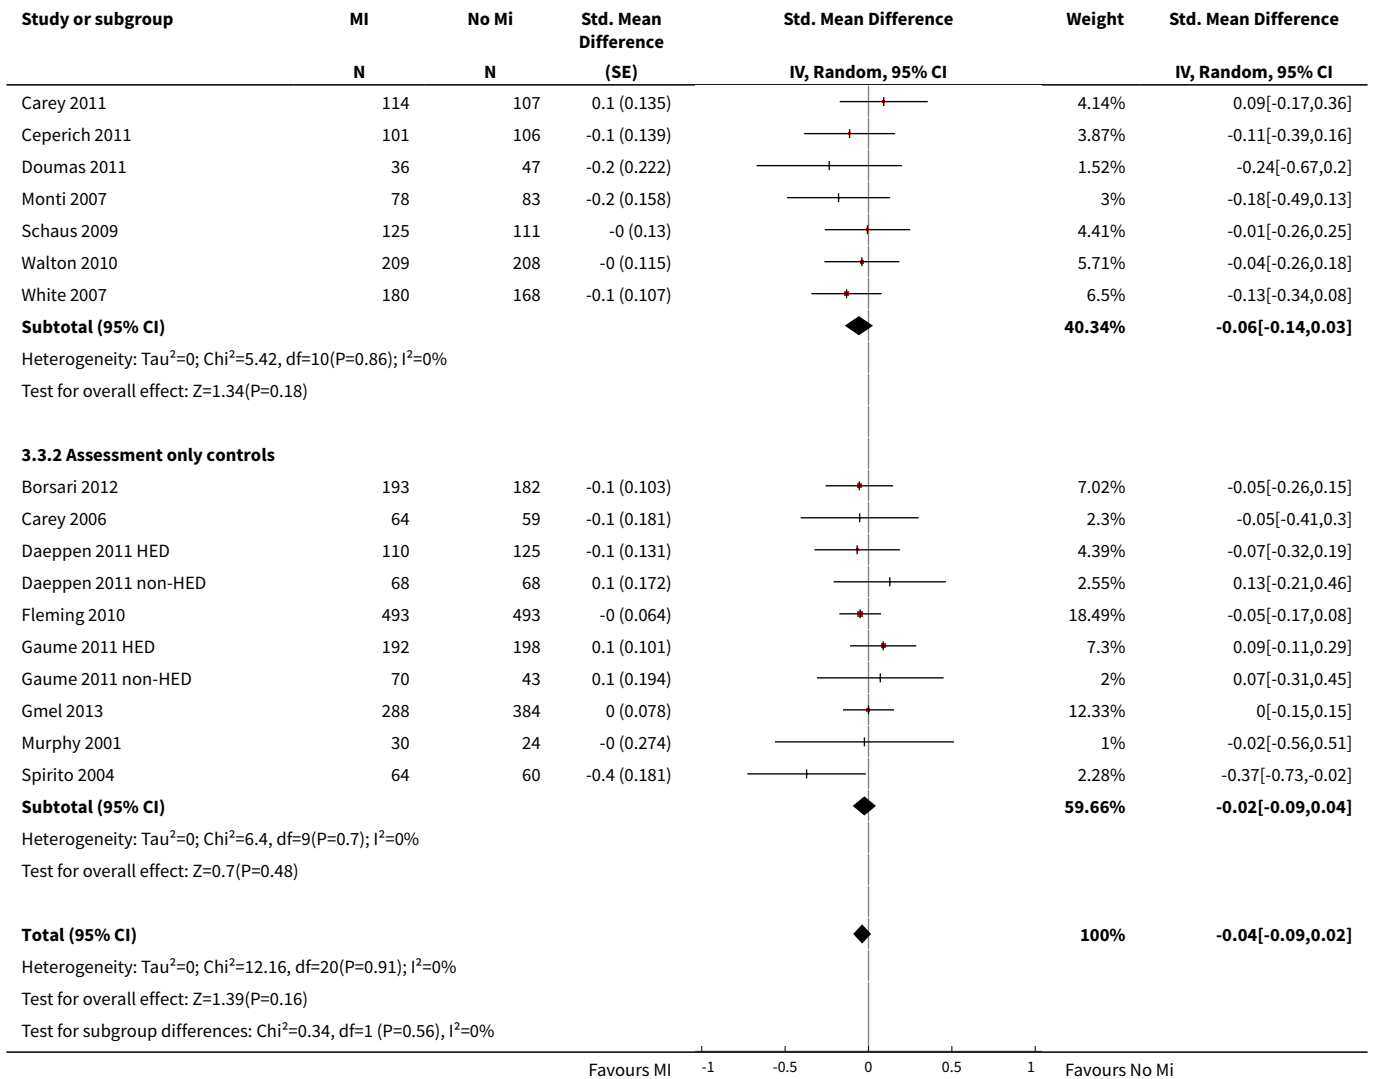 Study or subgroup MI No Mi Std. Mean Difference Std. Mean Difference Weight Std. Mean Difference
N N (SE) IV, Random, 95% CI IV, Random, 95% CI
Carey 2011 114 107 0.1 (0.135) 4.14% 0.09[-0.17,0.36]
Ceperich 2011 101 106 -0.1 (0.139) 3.87% -0.11[-0.39,0.16]
Doumas 2011 36 47 -0.2 (0.222) 1.52% -0.24[-0.67,0.2]
Monti 2007 78 83 -0.2 (0.158) 3% -0.18[-0.49,0.13]
Schaus 2009 125 111 -0 (0.13) 4.41% -0.01[-0.26,0.25]
Walton 2010 209 208 -0 (0.115) 5.71% -0.04[-0.26,0.18]
White 2007 180 168 -0.1 (0.107) 6.5% -0.13[-0.34,0.08]
Subtotal (95% CI) 40.34% -0.06[-0.14,0.03]
Heterogeneity: Tau²=0; Chi²=5.42, df=10(P=0.86); I²=0%
Test for overall effect: Z=1.34(P=0.18)
3.3.2 Assessment only controls
Borsari 2012 193 182 -0.1 (0.103) 7.02% -0.05[-0.26,0.15]
Carey 2006 64 59 -0.1 (0.181) 2.3% -0.05[-0.41,0.3]
Daeppen 2011 HED 110 125 -0.1 (0.131) 4.39% -0.07[-0.32,0.19]
Daeppen 2011 non-HED 68 68 0.1 (0.172) 2.55% 0.13[-0.21,0.46]
Fleming 2010 493 493 -0 (0.064) 18.49% -0.05[-0.17,0.08]
Gaume 2011 HED 192 198 0.1 (0.101) 7.3% 0.09[-0.11,0.29]
Gaume 2011 non-HED 70 43 0.1 (0.194) 2% 0.07[-0.31,0.45]
Gmel 2013 288 384 0 (0.078) 12.33% 0[-0.15,0.15]
Murphy 2001 30 24 -0 (0.274) 1% -0.02[-0.56,0.51]
Spirito 2004 64 60 -0.4 (0.181) 2.28% -0.37[-0.73,-0.02]
Subtotal (95% CI) 59.66% -0.02[-0.09,0.04]
Heterogeneity: Tau²=0; Chi²=6.4, df=9(P=0.7); I²=0%
Test for overall effect: Z=0.7(P=0.48)
Total (95% CI) 100% -0.04[-0.09,0.02]
Heterogeneity: Tau²=0; Chi²=12.16, df=20(P=0.91); I²=0%
Test for overall effect: Z=1.39(P=0.16)
Test for subgroup differences: Chi²=0.34, df=1 (P=0.56), I²=0%
Favours MI -1 -0.5 0 0.5 1 Favours No Mi